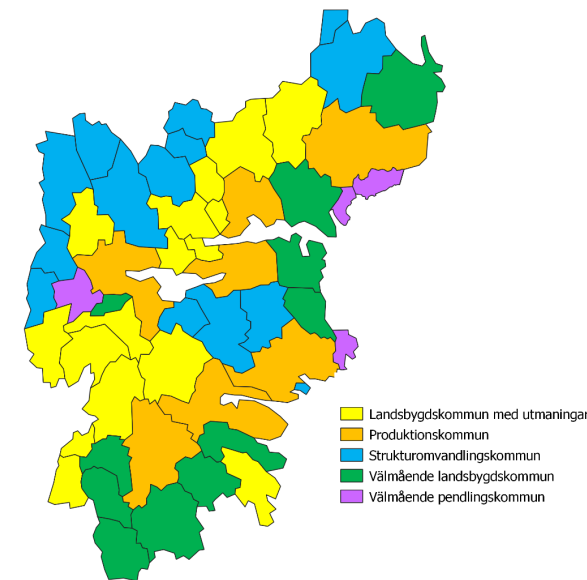 Landsbygdskommun med utmaningar
Produktionskommun
Strukturomvandlingskommun
Välmående landsbygdskommun
Välmående pendlingskommun